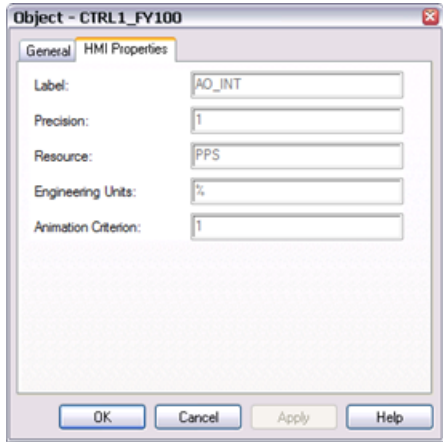 Object - CTRL1_FY100
General HMI Properties
Label: AO_INT
Precision: 1
Resource: PPS
Engineering Units: %
Animation Criterion: 1
OK Cancel Apply Help